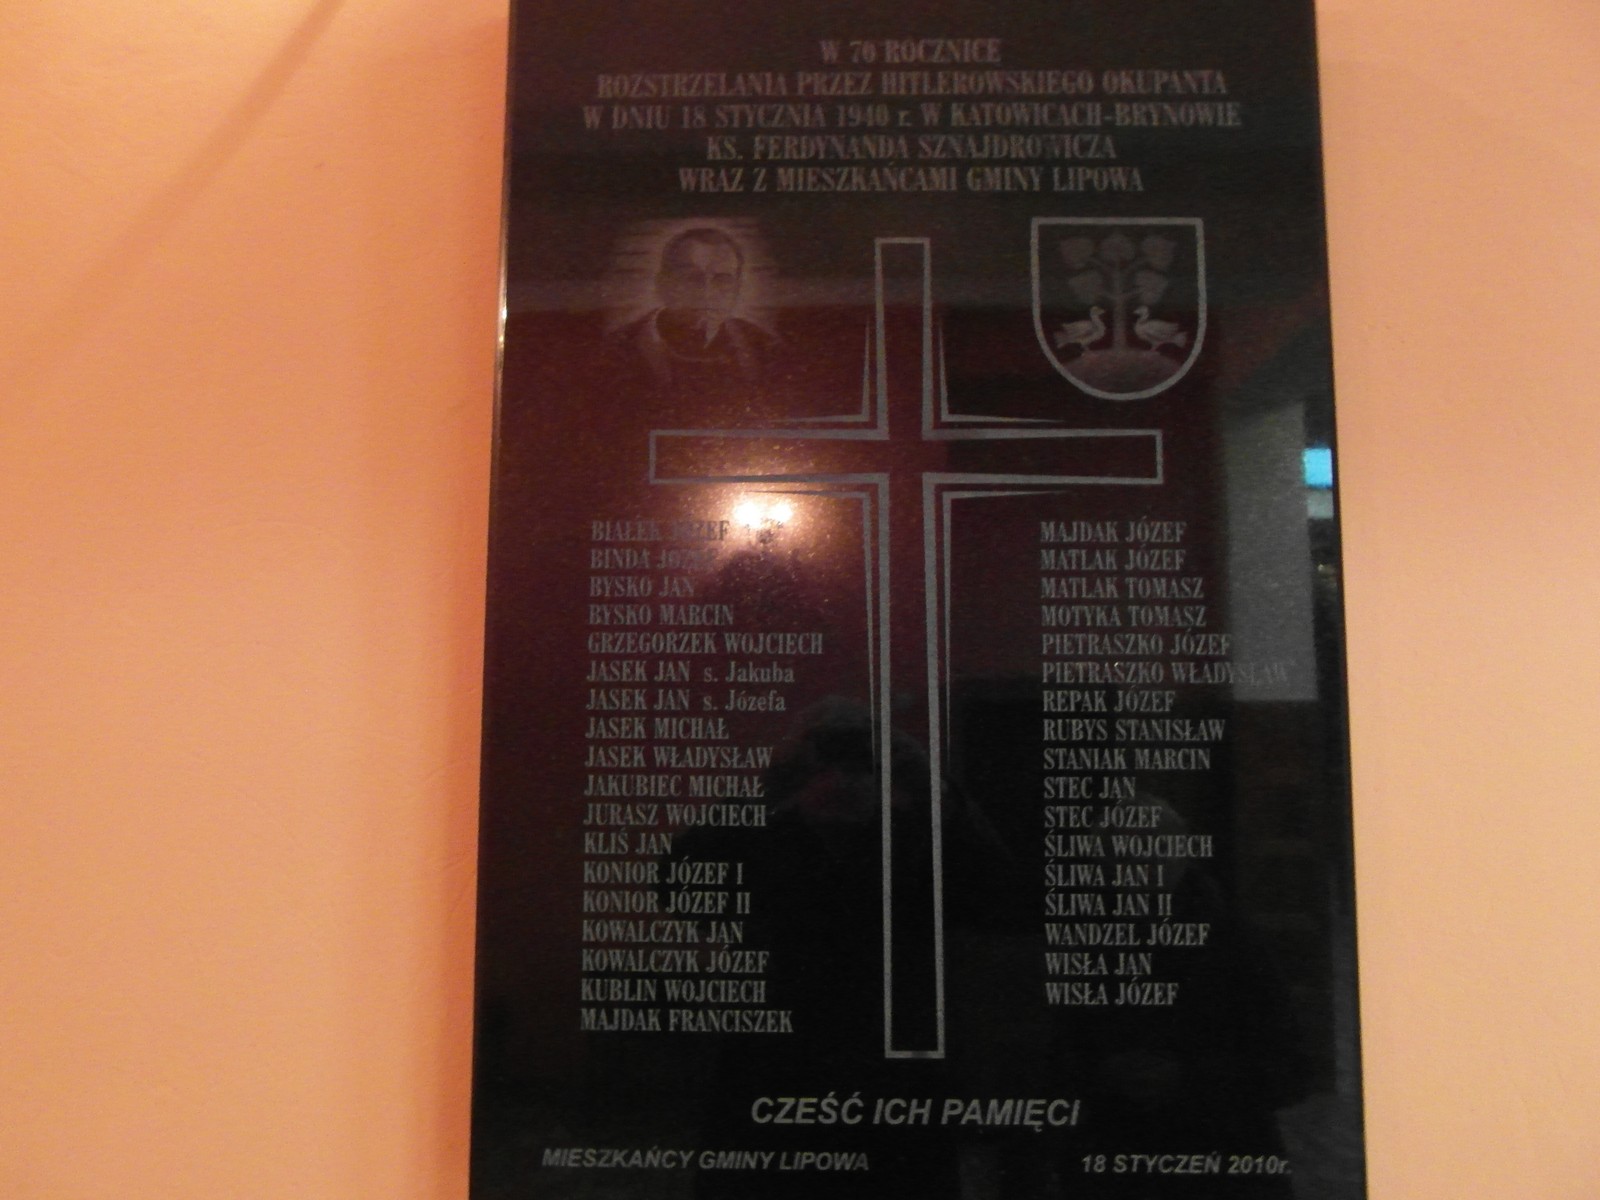 W 70 ROCZNICE
ROZSTRZELANIA PRZEZ HITLEROWSKIEGO OKUPANTA
W DNIU 18 STYCZNIA 1940 r. W KATOWICACH-BRYNOWIE
KS. FERDYNANDA SZNAJDROWICZA
WRAZ Z MIESZKAŃCAMI GMINY LIPOWA
BIAŁEK JÓZEF
BINDA JÓZEF
BYSKO JAN
BYSKO MARCIN
GRZEGORZEK WOJCIECH
JASEK JAN s. Jakuba
JASEK JAN s. Józefa
JASEK MICHAŁ
JASEK WŁADYSŁAW
JAKUBIEC MICHAŁ
JURASZ WOJCIECH
KLIŚ JAN
KONIOR JÓZEF I
KONIOR JÓZEF II
KOWALCZYK JAN
KOWALCZYK JÓZEF
KUBLIN WOJCIECH
MAJDAK FRANCISZEK
MAJDAK JÓZEF
MATLAK JÓZEF
MATLAK TOMASZ
MOTYKA TOMASZ
PIETRASZKO JÓZEF
PIETRASZKO WŁADYSŁAW
REPAK JÓZEF
RUBYS STANISŁAW
STANIAK MARCIN
STEC JAN
STEC JÓZEF
ŚLIWA WOJCIECH
ŚLIWA JAN I
ŚLIWA JAN II
WANDZEL JÓZEF
WISŁA JAN
WISŁA JÓZEF
CZEŚĆ ICH PAMIĘCI
MIESZKAŃCY GMINY LIPOWA
18 STYCZEŃ 2010r.